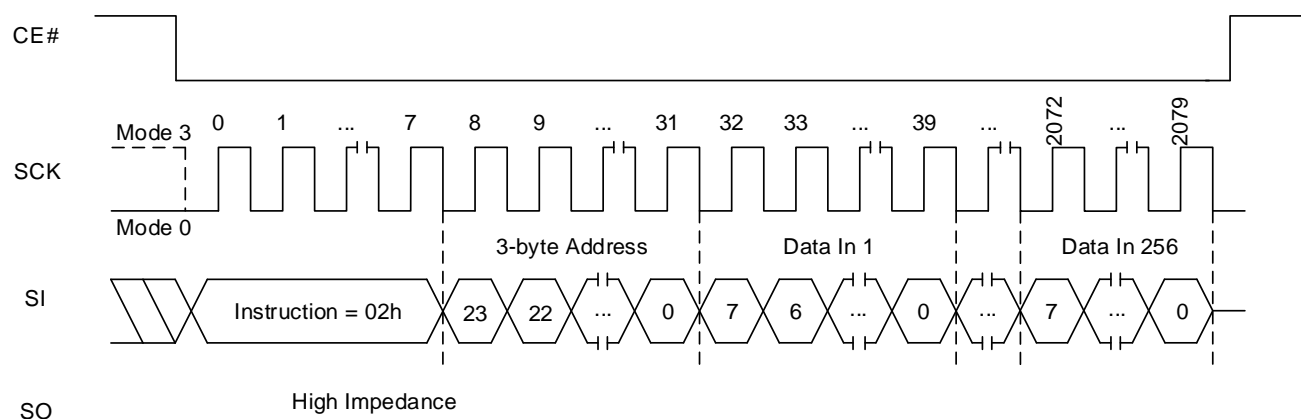 CE#
Mode 3
0 1 ... 7 8 9 ... 31 32 33 ... 39 ... 2072 ... 2079
SCK
Mode 0
3-byte Address Data In 1 Data In 256
SI
Instruction = 02h 23 22 ... 0 7 6 ... 0 ... 7 ... 0
High Impedance
SO